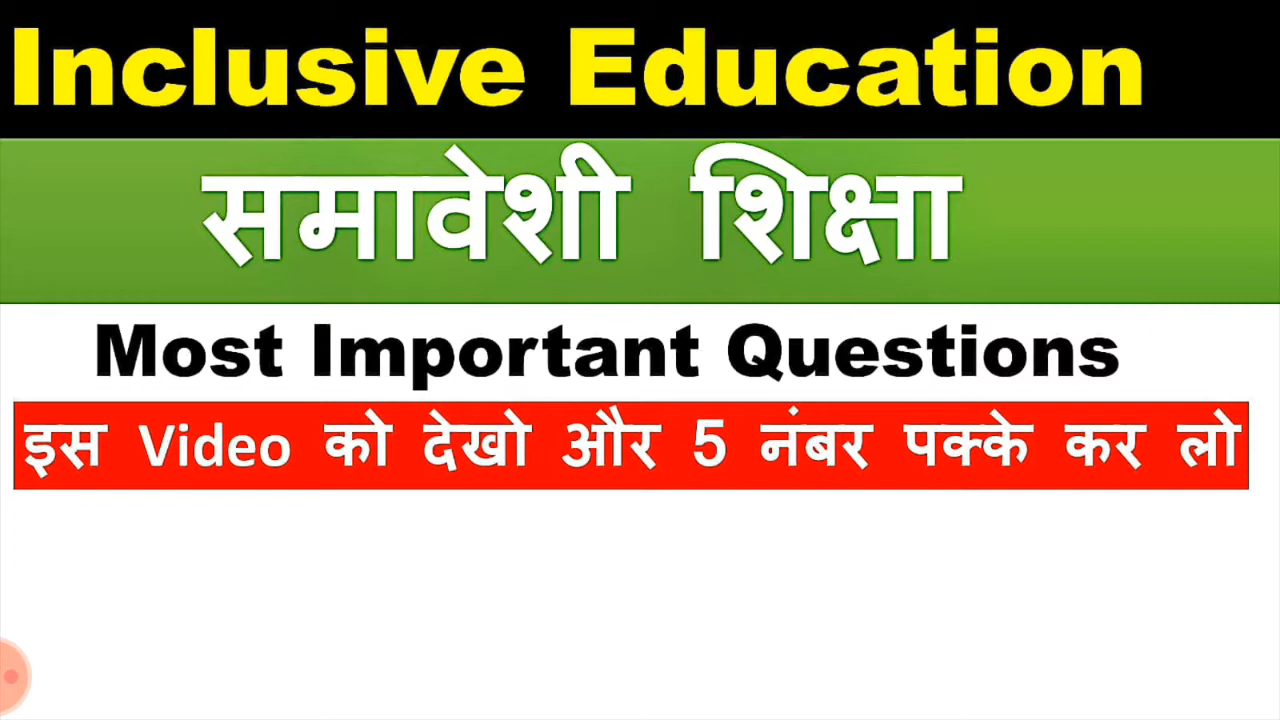 Inclusive Education
समावेशी शिक्षा
Most Important Questions
इस Video को देखो और 5 नंबर पक्के कर लो